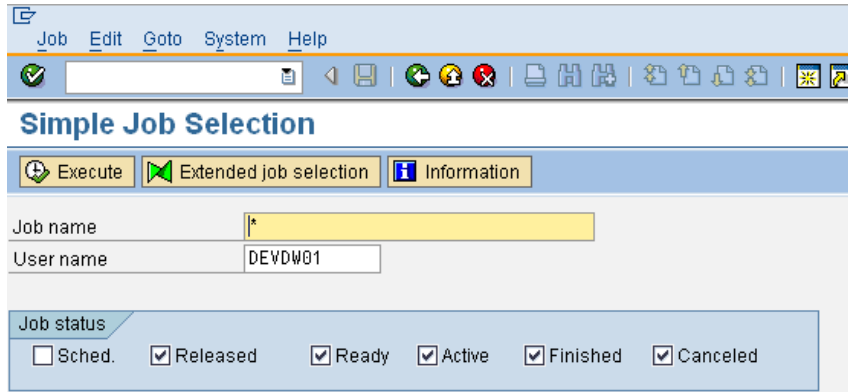 Job Edit Goto System Help
Simple Job Selection
Execute Extended job selection Information
Job name *
User name DEVDW01
Job status
Sched. Released Ready Active Finished Canceled